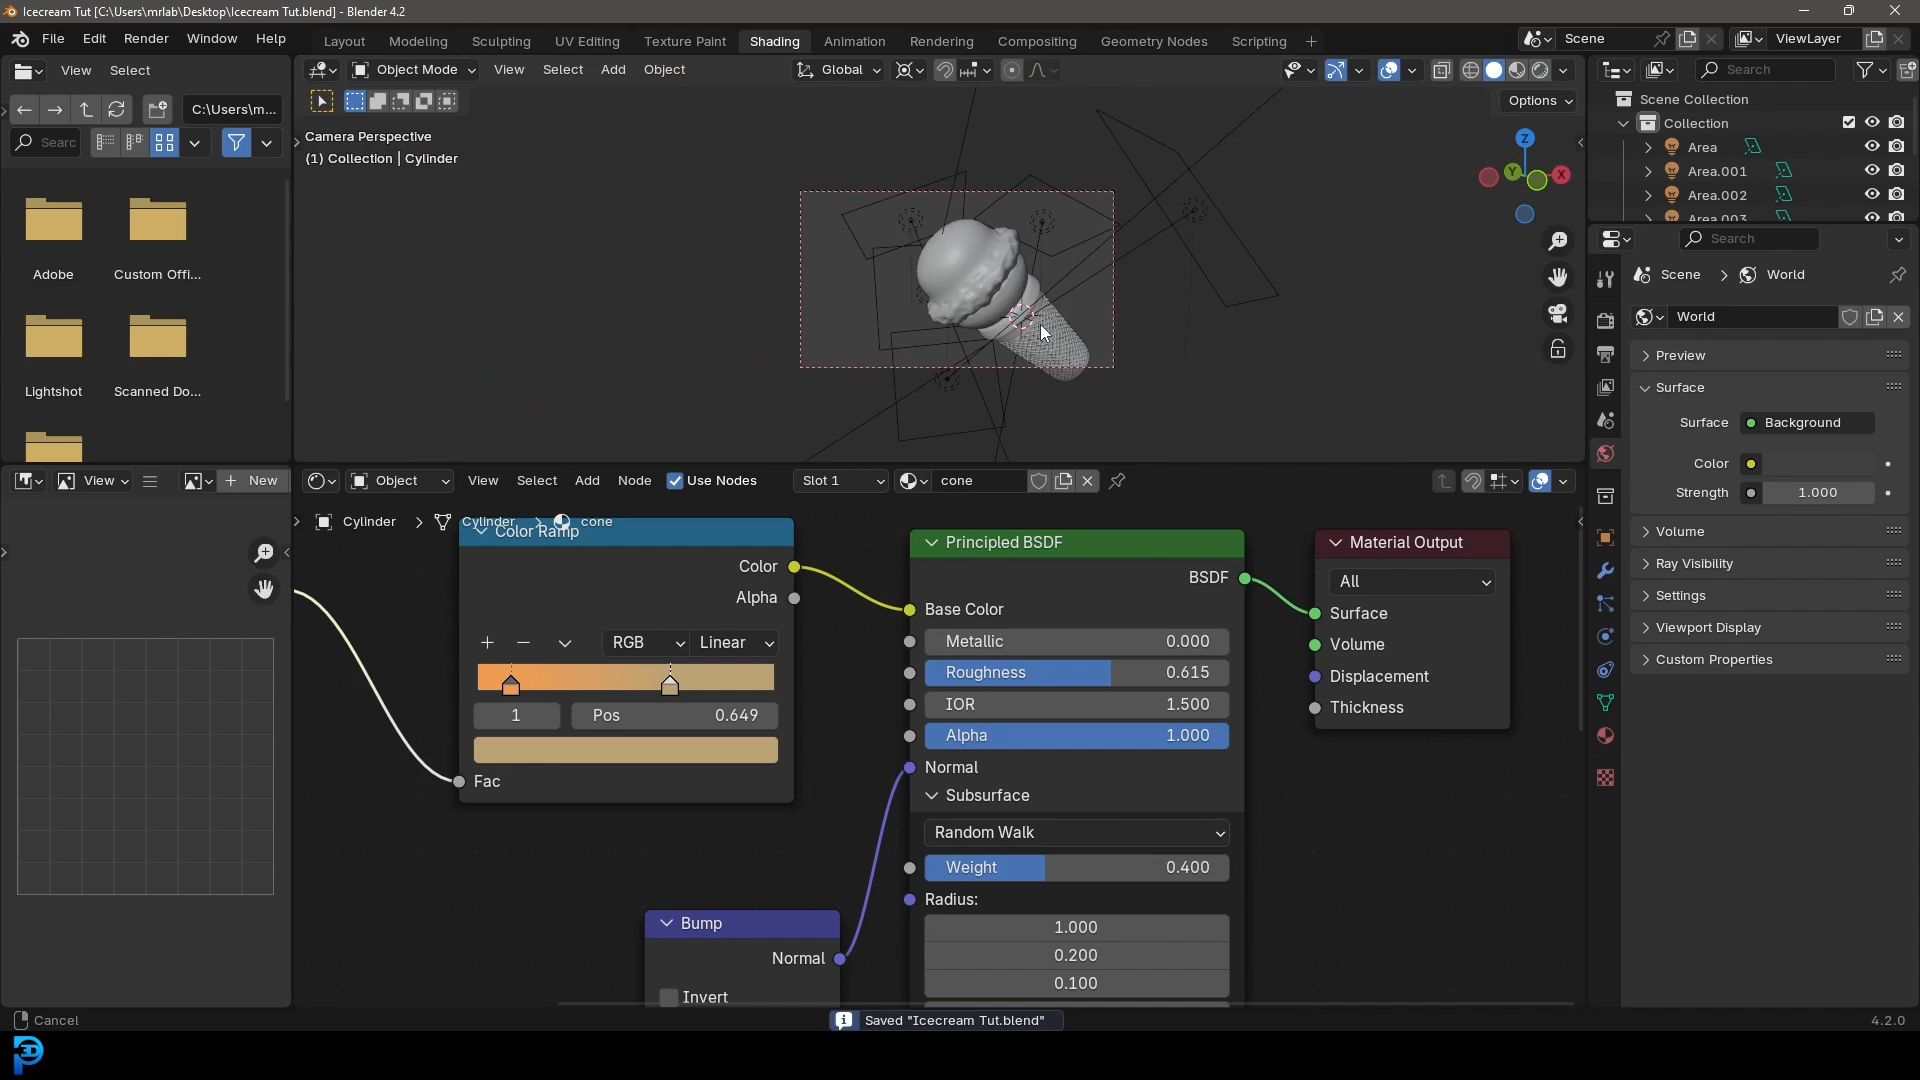 Icecream Tut [C:\Users\mrlab\Desktop\Icecream Tut.blend] - Blender 4.2
File Edit Render Window Help
Layout Modeling Sculpting UV Editing Texture Paint Shading Animation Rendering Compositing Geometry Nodes Scripting +
Scene
ViewLayer
View Select
Object Mode View Select Add Object
Global
Search
C:\Users\m...
Options
Searc
Camera Perspective
(1) Collection | Cylinder
Z
Y
X
Scene Collection
Collection
Area
Area.001
Area.002
Area.003
Adobe
Custom Offi...
Lightshot
Scanned Do...
Search
Scene > World
World
Preview
Surface
Surface Background
Color
Strength 1.000
Volume
Ray Visibility
Settings
Viewport Display
Custom Properties
View
+ New
Object View Select Add Node Use Nodes Slot 1 cone
Cylinder > Cylinder > cone
Color Ramp
Color
Alpha
RGB Linear
1 Pos 0.649
Fac
Bump
Normal
Invert
Principled BSDF
BSDF
Base Color
Metallic 0.000
Roughness 0.615
IOR 1.500
Alpha 1.000
Normal
Subsurface
Random Walk
Weight 0.400
Radius:
1.000
0.200
0.100
Material Output
All
Surface
Volume
Displacement
Thickness
Cancel
Saved "Icecream Tut.blend"
4.2.0